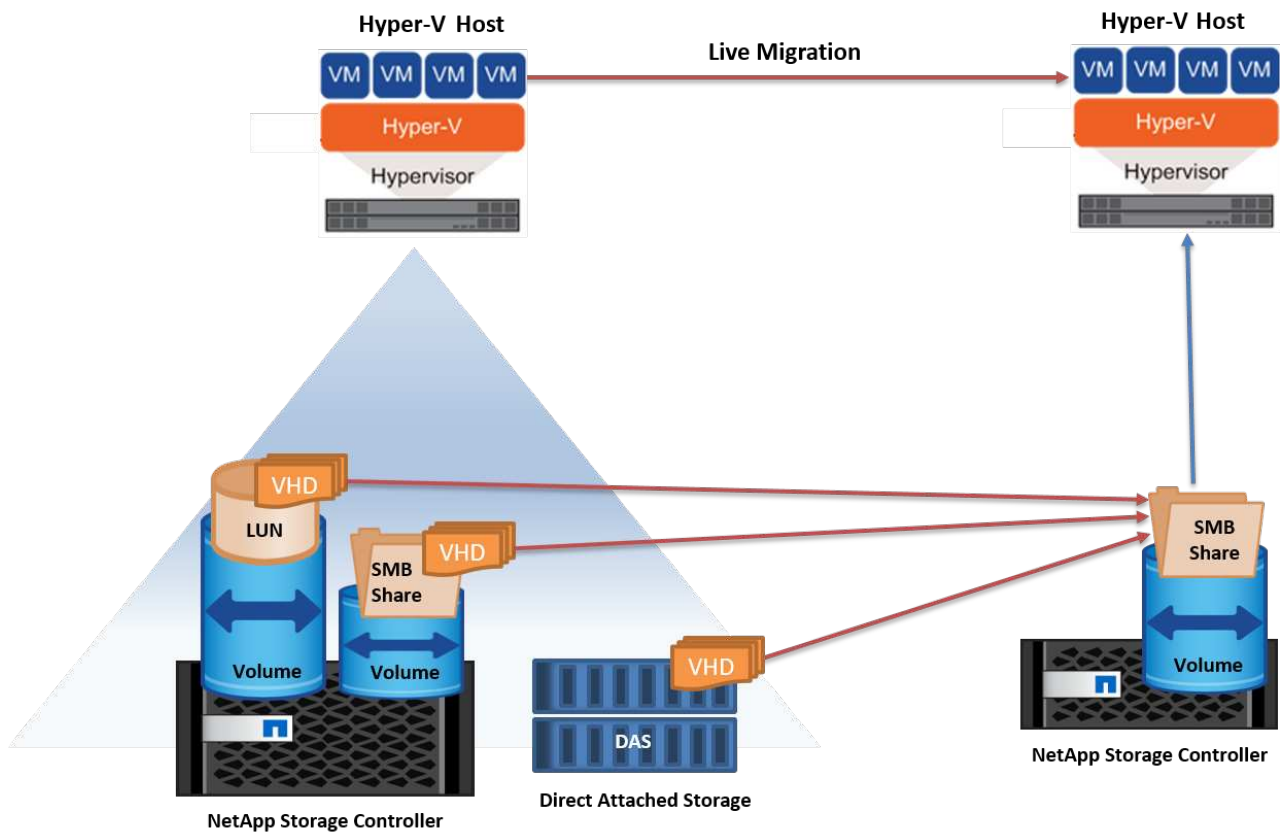 Hyper-V Host
Hyper-V Host
Live Migration
VM VM VM VM
VM VM VM VM
Hyper-V
Hyper-V
Hypervisor
Hypervisor
VHD
LUN
VHD
SMB
Share
SMB
Share
VHD
Volume
Volume
Volume
DAS
NetApp Storage Controller
Direct Attached Storage
NetApp Storage Controller